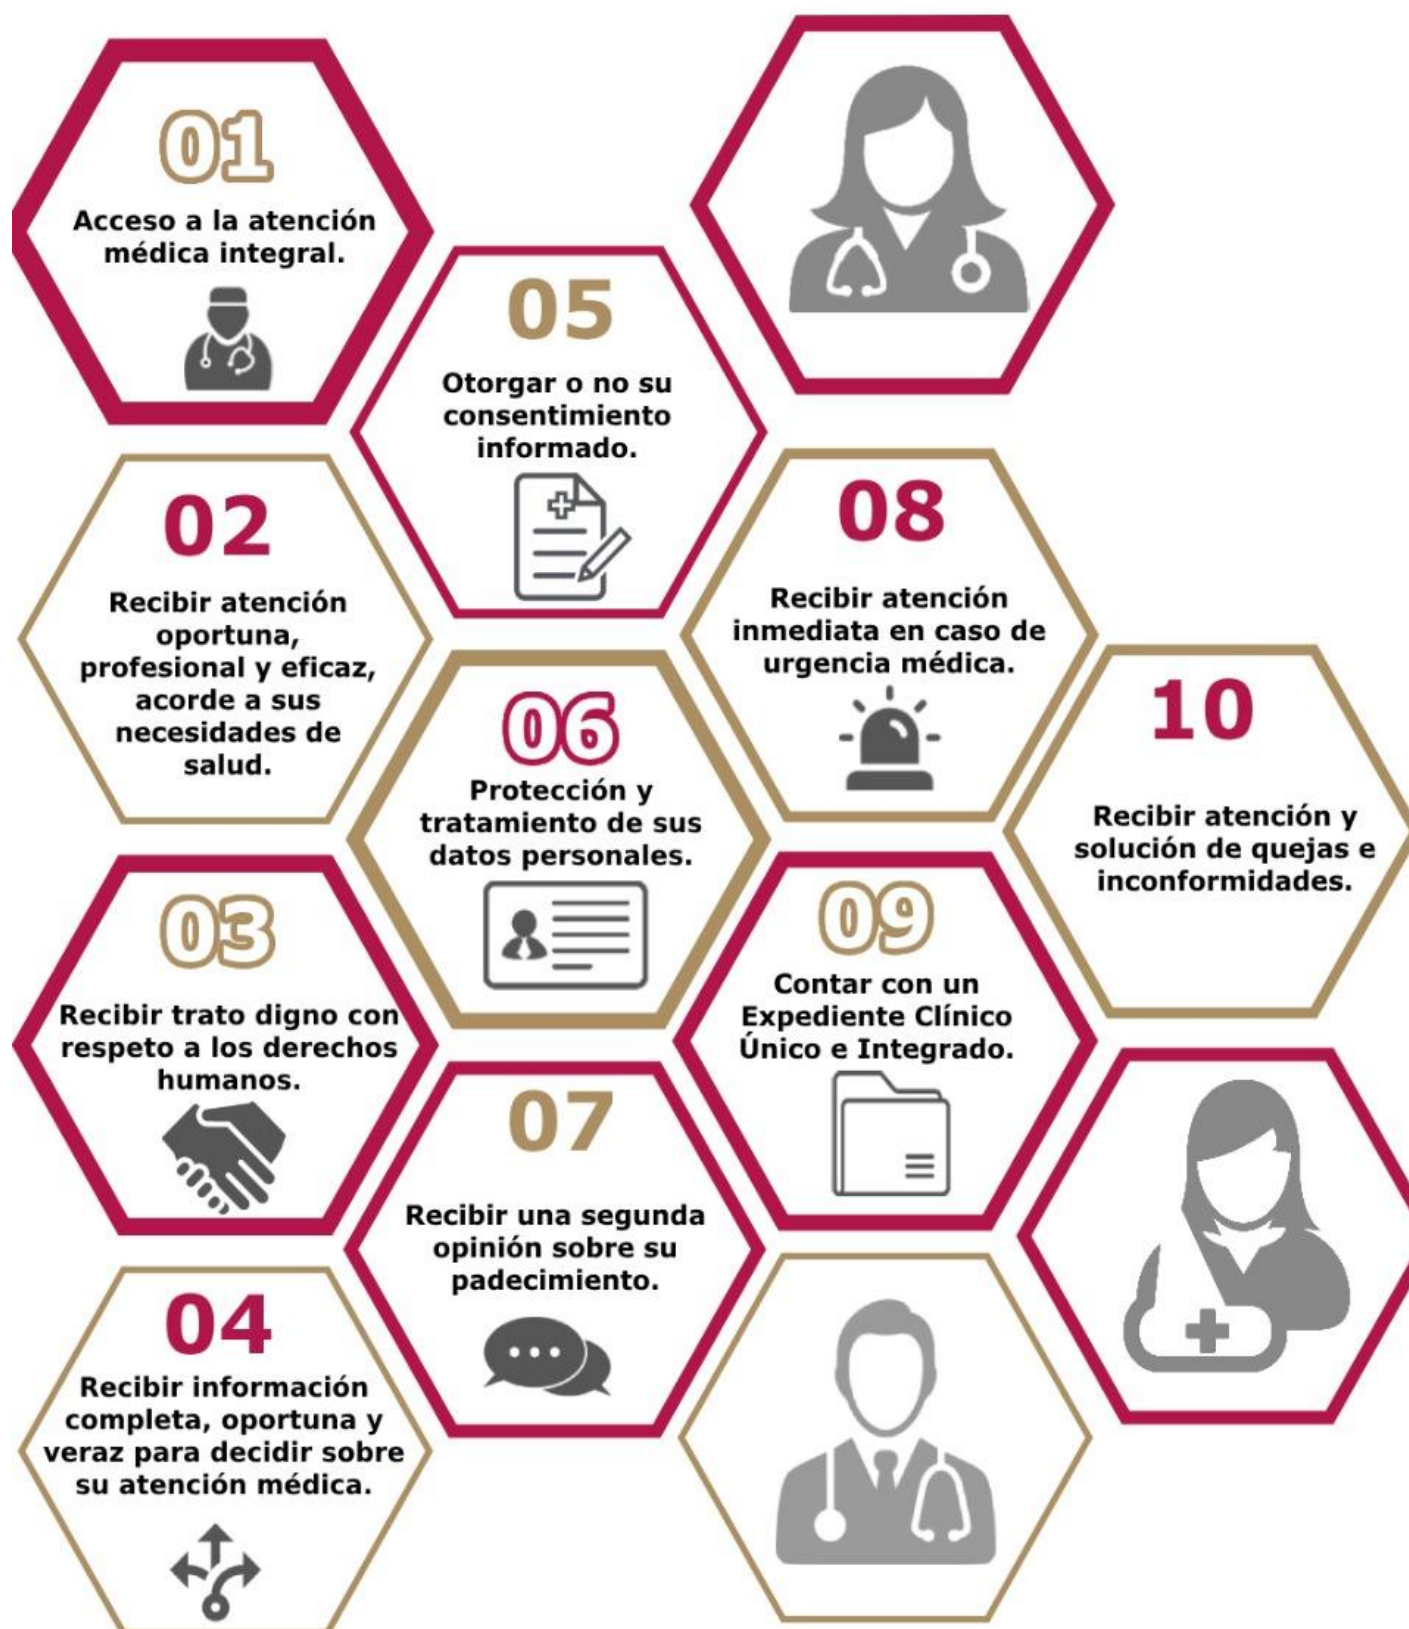 01
Acceso a la atención
médica integral.
02
Recibir atención
oportuna,
profesional y eficaz,
acorde a sus
necesidades de
salud.
03
Recibir trato digno con
respeto a los derechos
humanos.
04
Recibir información
completa, oportuna y
veraz para decidir sobre
su atención médica.
05
Otorgar o no su
consentimiento
informado.
06
Protección y
tratamiento de sus
datos personales.
07
Recibir una segunda
opinión sobre su
padecimiento.
08
Recibir atención
inmediata en caso de
urgencia médica.
09
Contar con un
Expediente Clínico
Único e Integrado.
10
Recibir atención y
solución de quejas e
inconformidades.